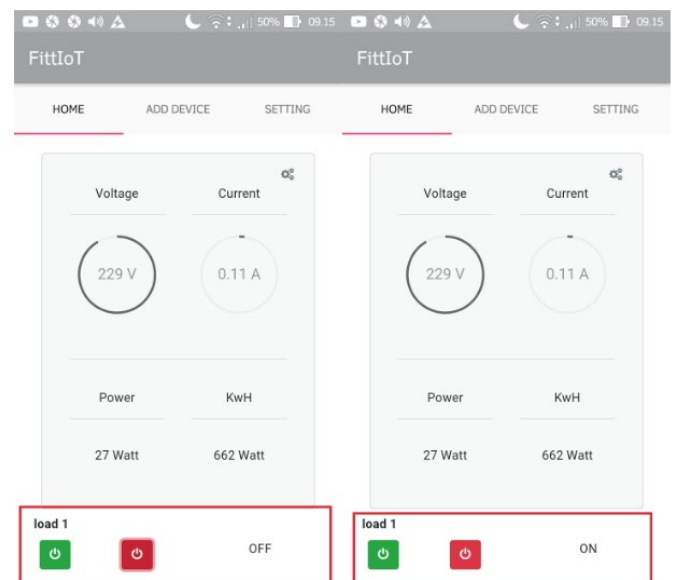 50% 09.15
FittIoT
HOME ADD DEVICE SETTING
Voltage Current
229 V 0.11 A
Power KwH
27 Watt 662 Watt
load 1
OFF
50% 09.15
FittIoT
HOME ADD DEVICE SETTING
Voltage Current
229 V 0.11 A
Power KwH
27 Watt 662 Watt
load 1
ON